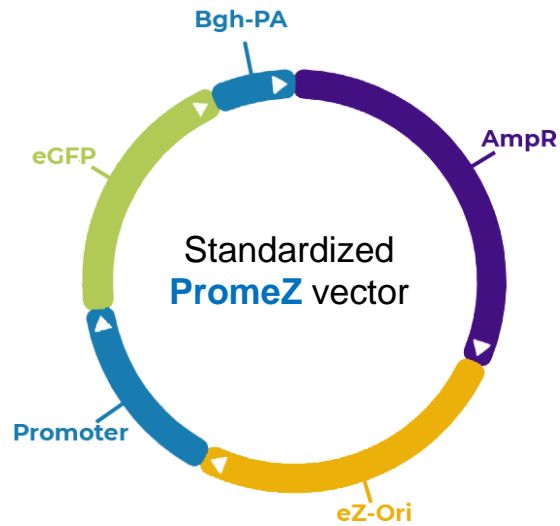 Bgh-PA
AmpR
eGFP
Standardized
PromeZ vector
Promoter
eZ-Ori